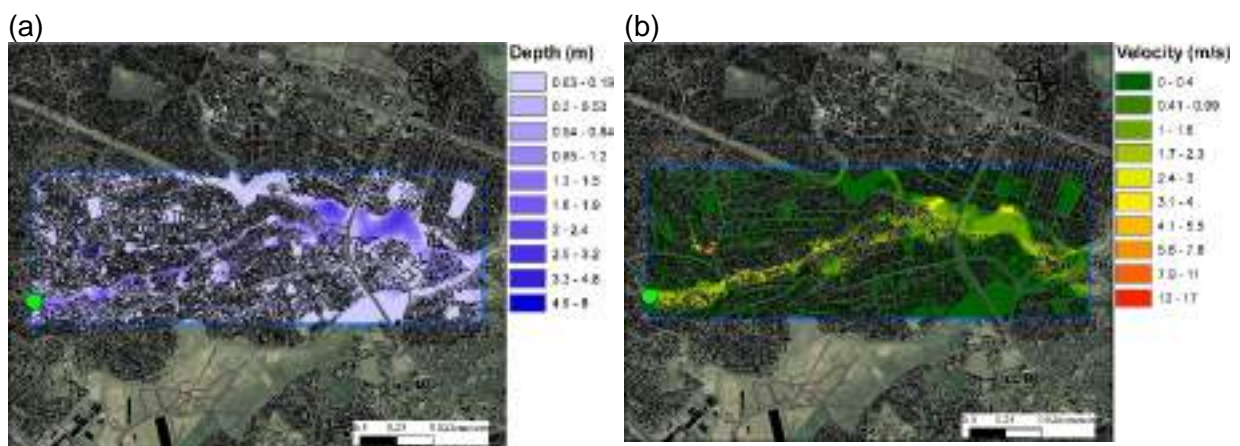 (a)
(b)
Depth (m)
0.03 - 0.19
0.2 - 0.53
0.54 - 0.84
0.85 - 1.2
1.3 - 1.5
1.6 - 1.9
2 - 2.4
2.5 - 3.2
3.3 - 4.8
4.9 - 8
Velocity (m/s)
0 - 0.4
0.41 - 0.99
1 - 1.6
1.7 - 2.3
2.4 - 3
3.1 - 4
4.1 - 5.5
5.6 - 7.8
7.9 - 11
12 - 17